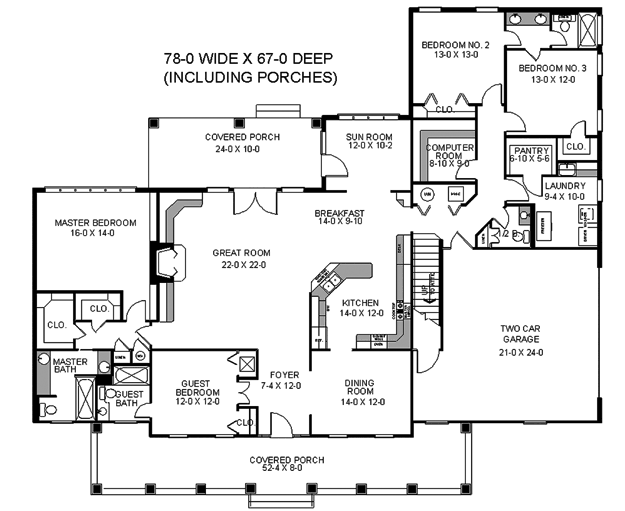 78-0 WIDE X 67-0 DEEP
(INCLUDING PORCHES)
BEDROOM NO. 2
13-0 X 13-0
BEDROOM NO. 3
13-0 X 12-0
CLO.
COVERED PORCH
24-0 X 10-0
SUN ROOM
12-0 X 10-2
COMPUTER
ROOM
8-10 X 9-0
PANTRY
6-10 X 5-6
CLO.
LAUNDRY
9-4 X 10-0
MASTER BEDROOM
16-0 X 14-0
BREAKFAST
14-0 X 9-10
1/2 B
GREAT ROOM
22-0 X 22-0
UP
KITCHEN
14-0 X 12-0
CLO.
CLO.
TWO CAR
GARAGE
21-0 X 24-0
REF.
MASTER
BATH
GUEST
BATH
GUEST
BEDROOM
12-0 X 12-0
FOYER
7-4 X 12-0
DINING
ROOM
14-0 X 12-0
CLO.
COVERED PORCH
52-4 X 8-0